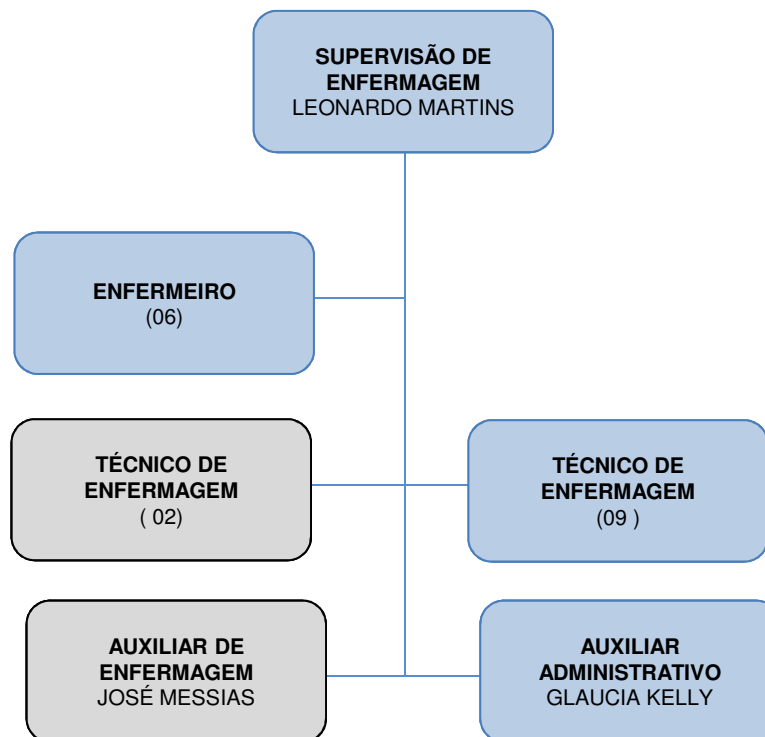 SUPERVISÃO DE
ENFERMAGEM
LEONARDO MARTINS
ENFERMEIRO
(06)
TÉCNICO DE
ENFERMAGEM
( 02)
TÉCNICO DE
ENFERMAGEM
(09 )
AUXILIAR DE
ENFERMAGEM
JOSÉ MESSIAS
AUXILIAR
ADMINISTRATIVO
GLAUCIA KELLY